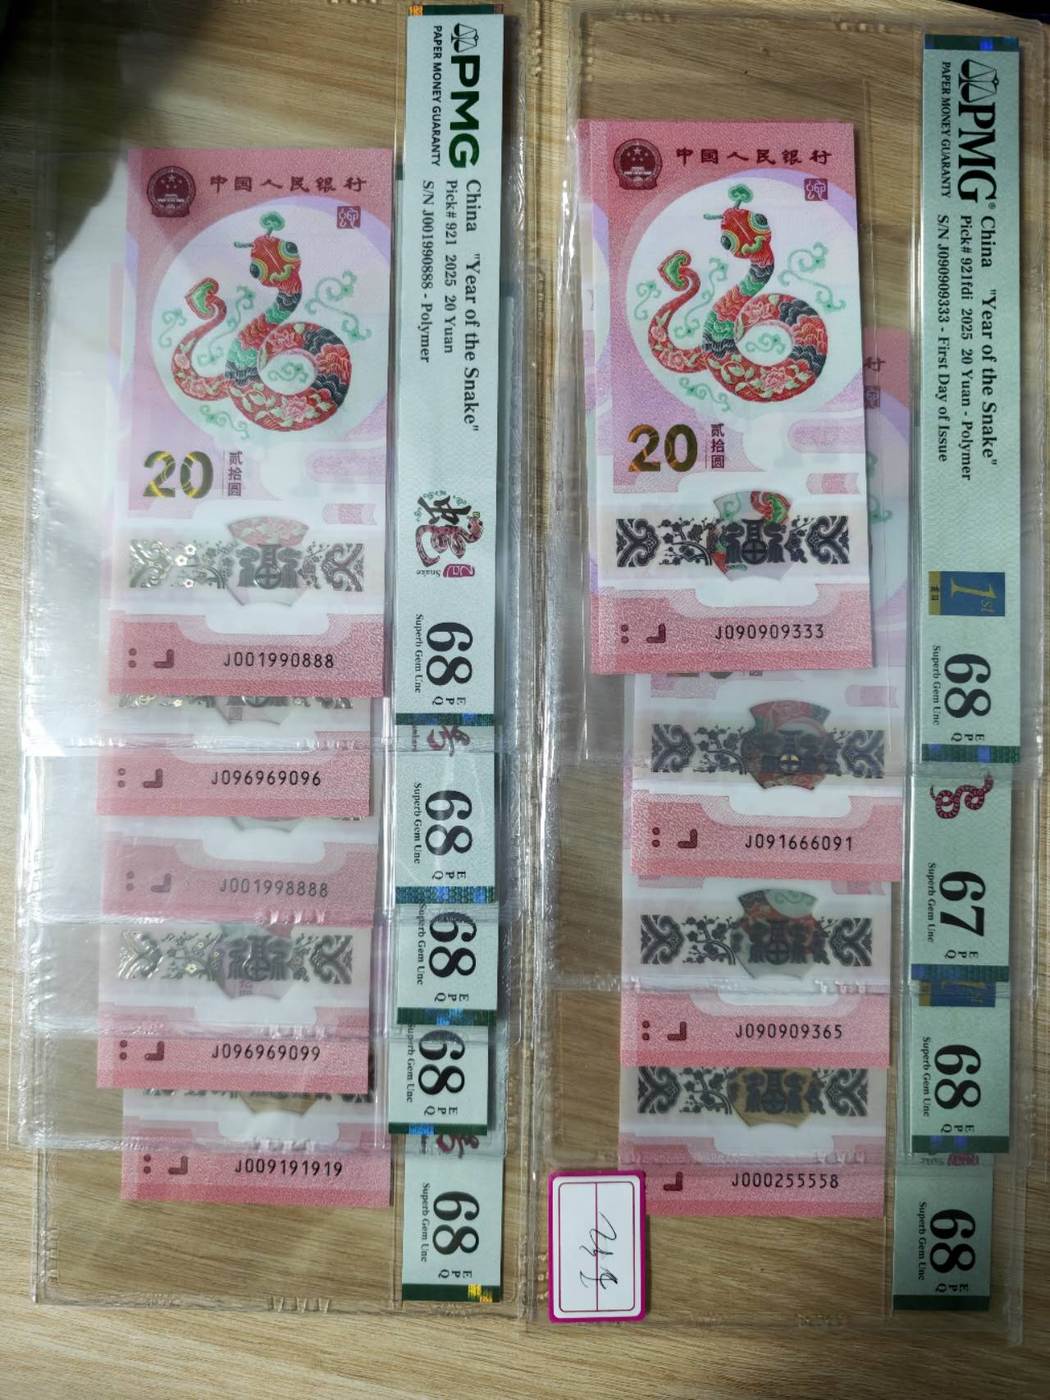 PMG
PAPER MONEY GUARANTY
China "Year of the Snake"
Pick# 921 2025 20 Yuan
S/N J001990888 - Polymer
Snake
68
EPQ
Superb Gem Unc
中国人民银行
20
贰拾圆
J001990888
68
EPQ
Superb Gem Unc
J096969096
68
EPQ
Superb Gem Unc
J001998888
68
EPQ
Superb Gem Unc
J096969099
68
EPQ
Superb Gem Unc
J009191919
PMG®
PAPER MONEY GUARANTY
China "Year of the Snake"
Pick# 921fdi 2025 20 Yuan - Polymer
S/N J090909333 - First Day of Issue
1st
68
EPQ
Superb Gem Unc
中国人民银行
20
贰拾圆
J090909333
67
EPQ
Superb Gem Unc
J091666091
1st
68
EPQ
Superb Gem Unc
J090909365
68
EPQ
Superb Gem Unc
J000255558